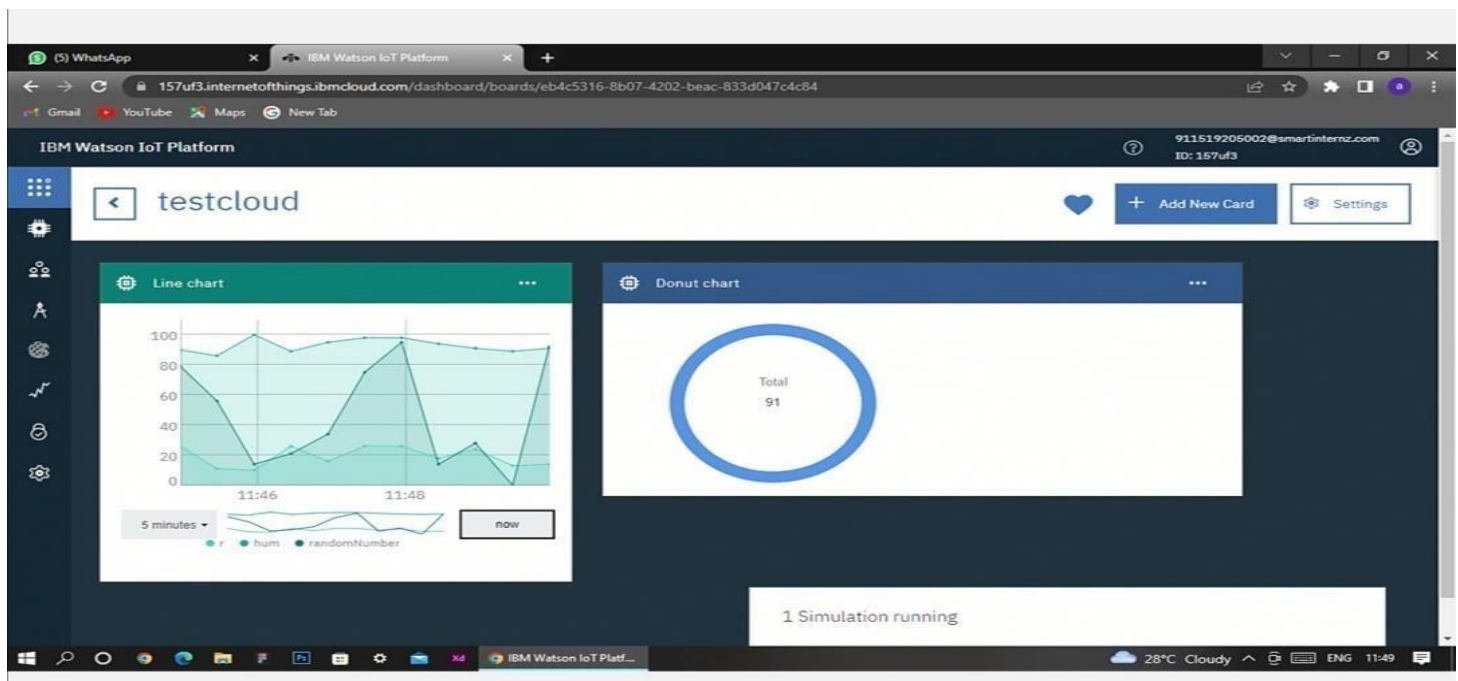 (5) WhatsApp
IBM Watson IoT Platform
157uf3.internetofthings.ibmcloud.com/dashboard/boards/eb4c5316-8b07-4202-beac-833d047c4c84
Gmail YouTube Maps New Tab
IBM Watson IoT Platform
911519205002@smartinternz.com
ID: 157uf3
testcloud
+ Add New Card
Settings
Line chart
Donut chart
100
80
60
40
20
0
11:46 11:48
5 minutes
now
r hum randomNumber
Total
91
1 Simulation running
Ps
Xd
IBM Watson IoT Platf...
28°C Cloudy
ENG 11:49